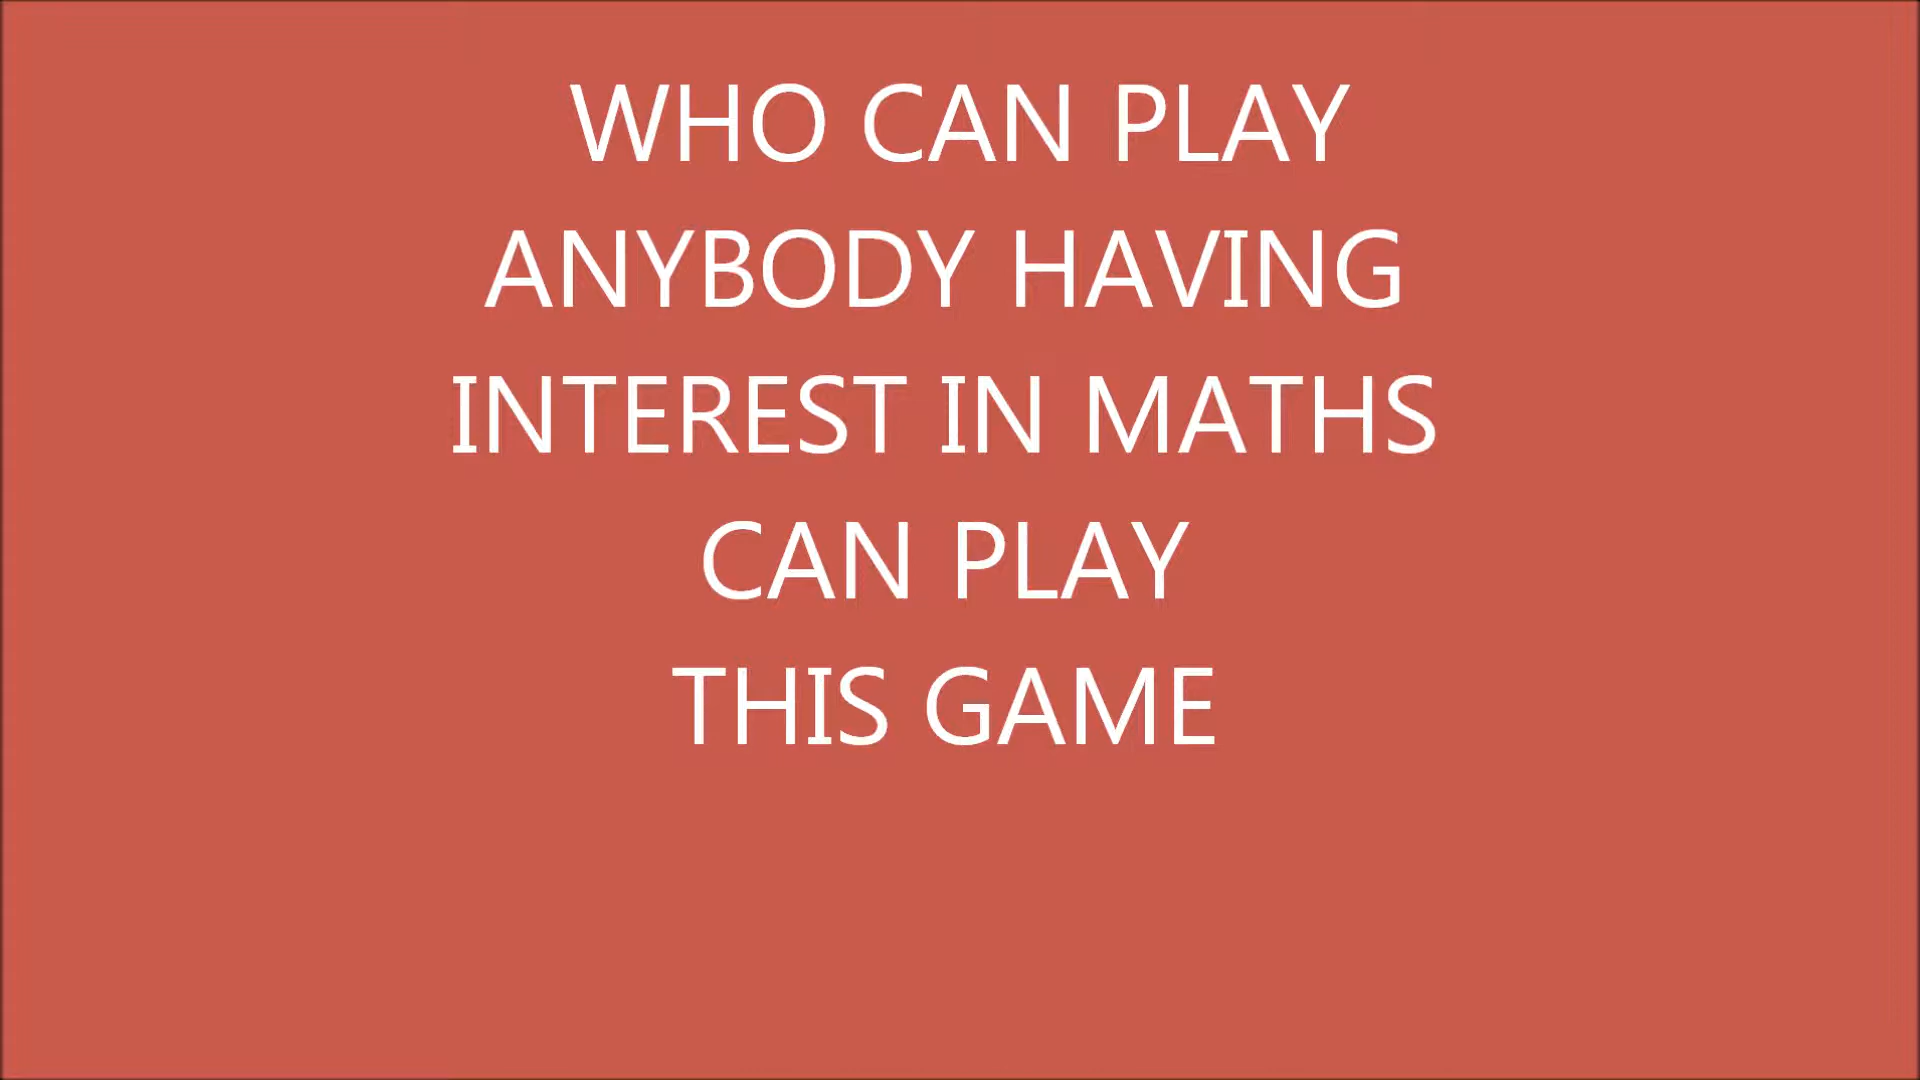 WHO CAN PLAY
ANYBODY HAVING
INTEREST IN MATHS
CAN PLAY
THIS GAME